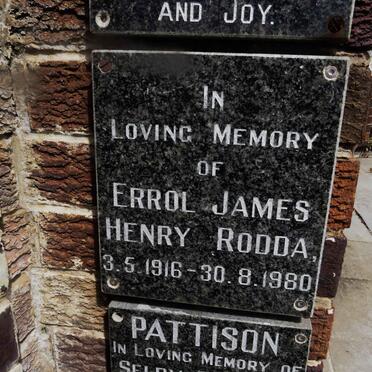 AND JOY.
IN
LOVING MEMORY
OF
ERROL JAMES
HENRY RODDA,
3.5.1916-30.8.1980
PATTISON
IN LOVING MEMORY OF